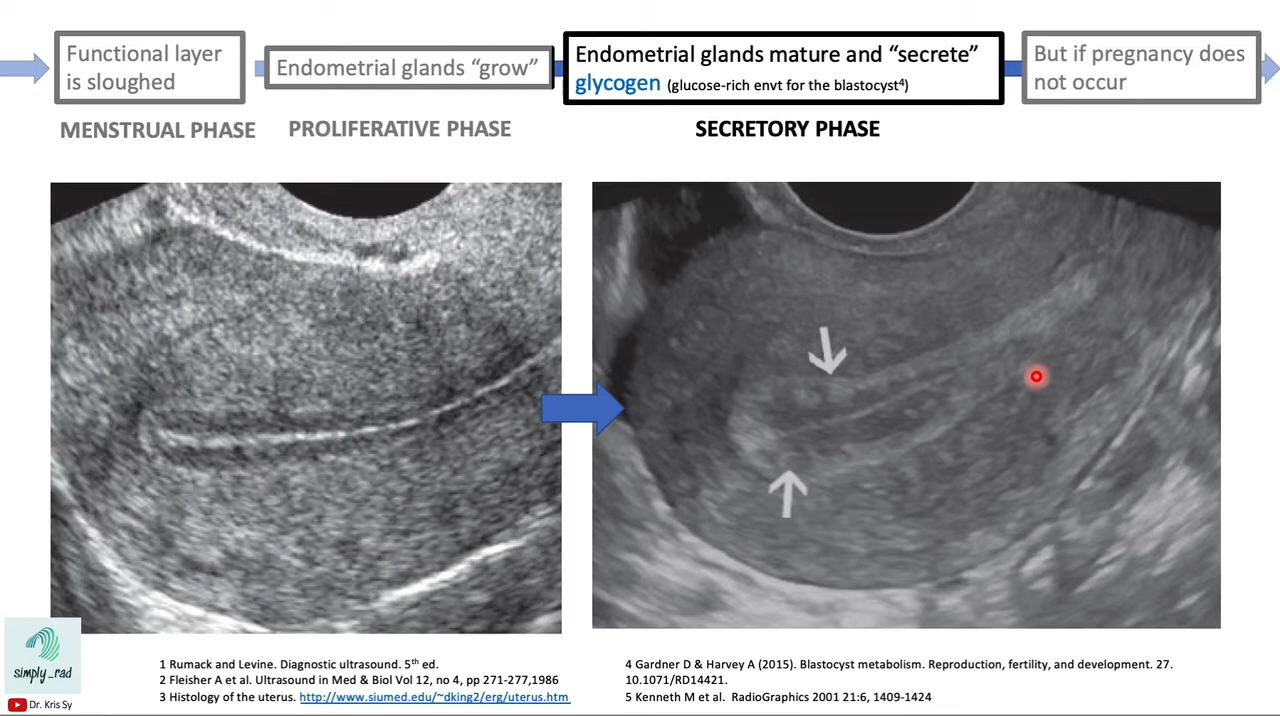 Functional layer
is sloughed
Endometrial glands “grow”
Endometrial glands mature and “secrete”
glycogen (glucose-rich envt for the blastocyst4)
But if pregnancy does
not occur
MENSTRUAL PHASE
PROLIFERATIVE PHASE
SECRETORY PHASE
simply_rad
Dr. Kris Sy
1 Rumack and Levine. Diagnostic ultrasound. 5th ed.
2 Fleisher A et al. Ultrasound in Med & Biol Vol 12, no 4, pp 271-277,1986
3 Histology of the uterus. http://www.siumed.edu/~dking2/erg/uterus.htm
4 Gardner D & Harvey A (2015). Blastocyst metabolism. Reproduction, fertility, and development. 27.
10.1071/RD14421.
5 Kenneth M et al. RadioGraphics 2001 21:6, 1409-1424